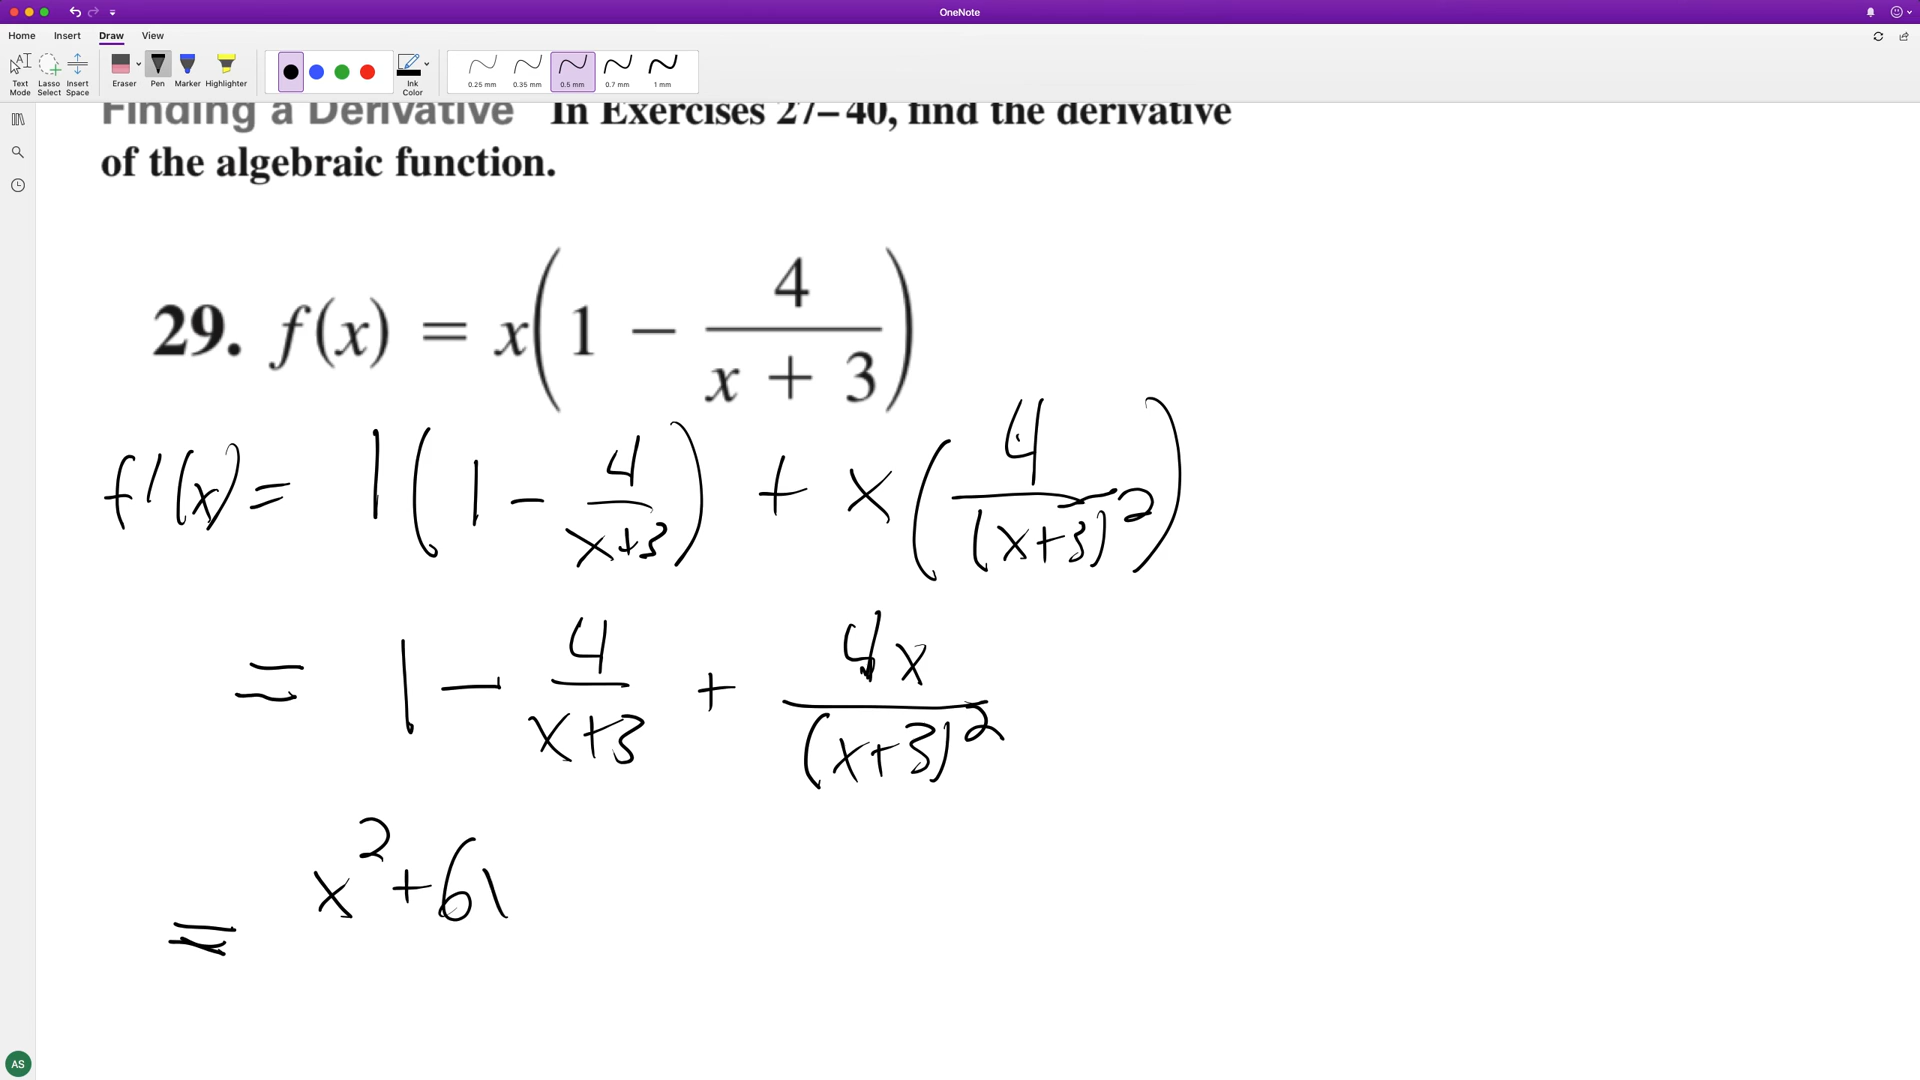 OneNote
Home Insert Draw View
Text Mode Lasso Select Insert Space Eraser Pen Marker Highlighter Ink Color 0.25 mm 0.35 mm 0.5 mm 0.7 mm 1 mm
Finding a Derivative In Exercises 27–40, find the derivative
of the algebraic function.
29. f(x) = x(1 − 4/(x + 3))
f'(x) = 1(1 − 4/(x+3)) + x(4/(x+3)^2)
= 1 − 4/(x+3) + 4x/(x+3)^2
= x^2+6
AS